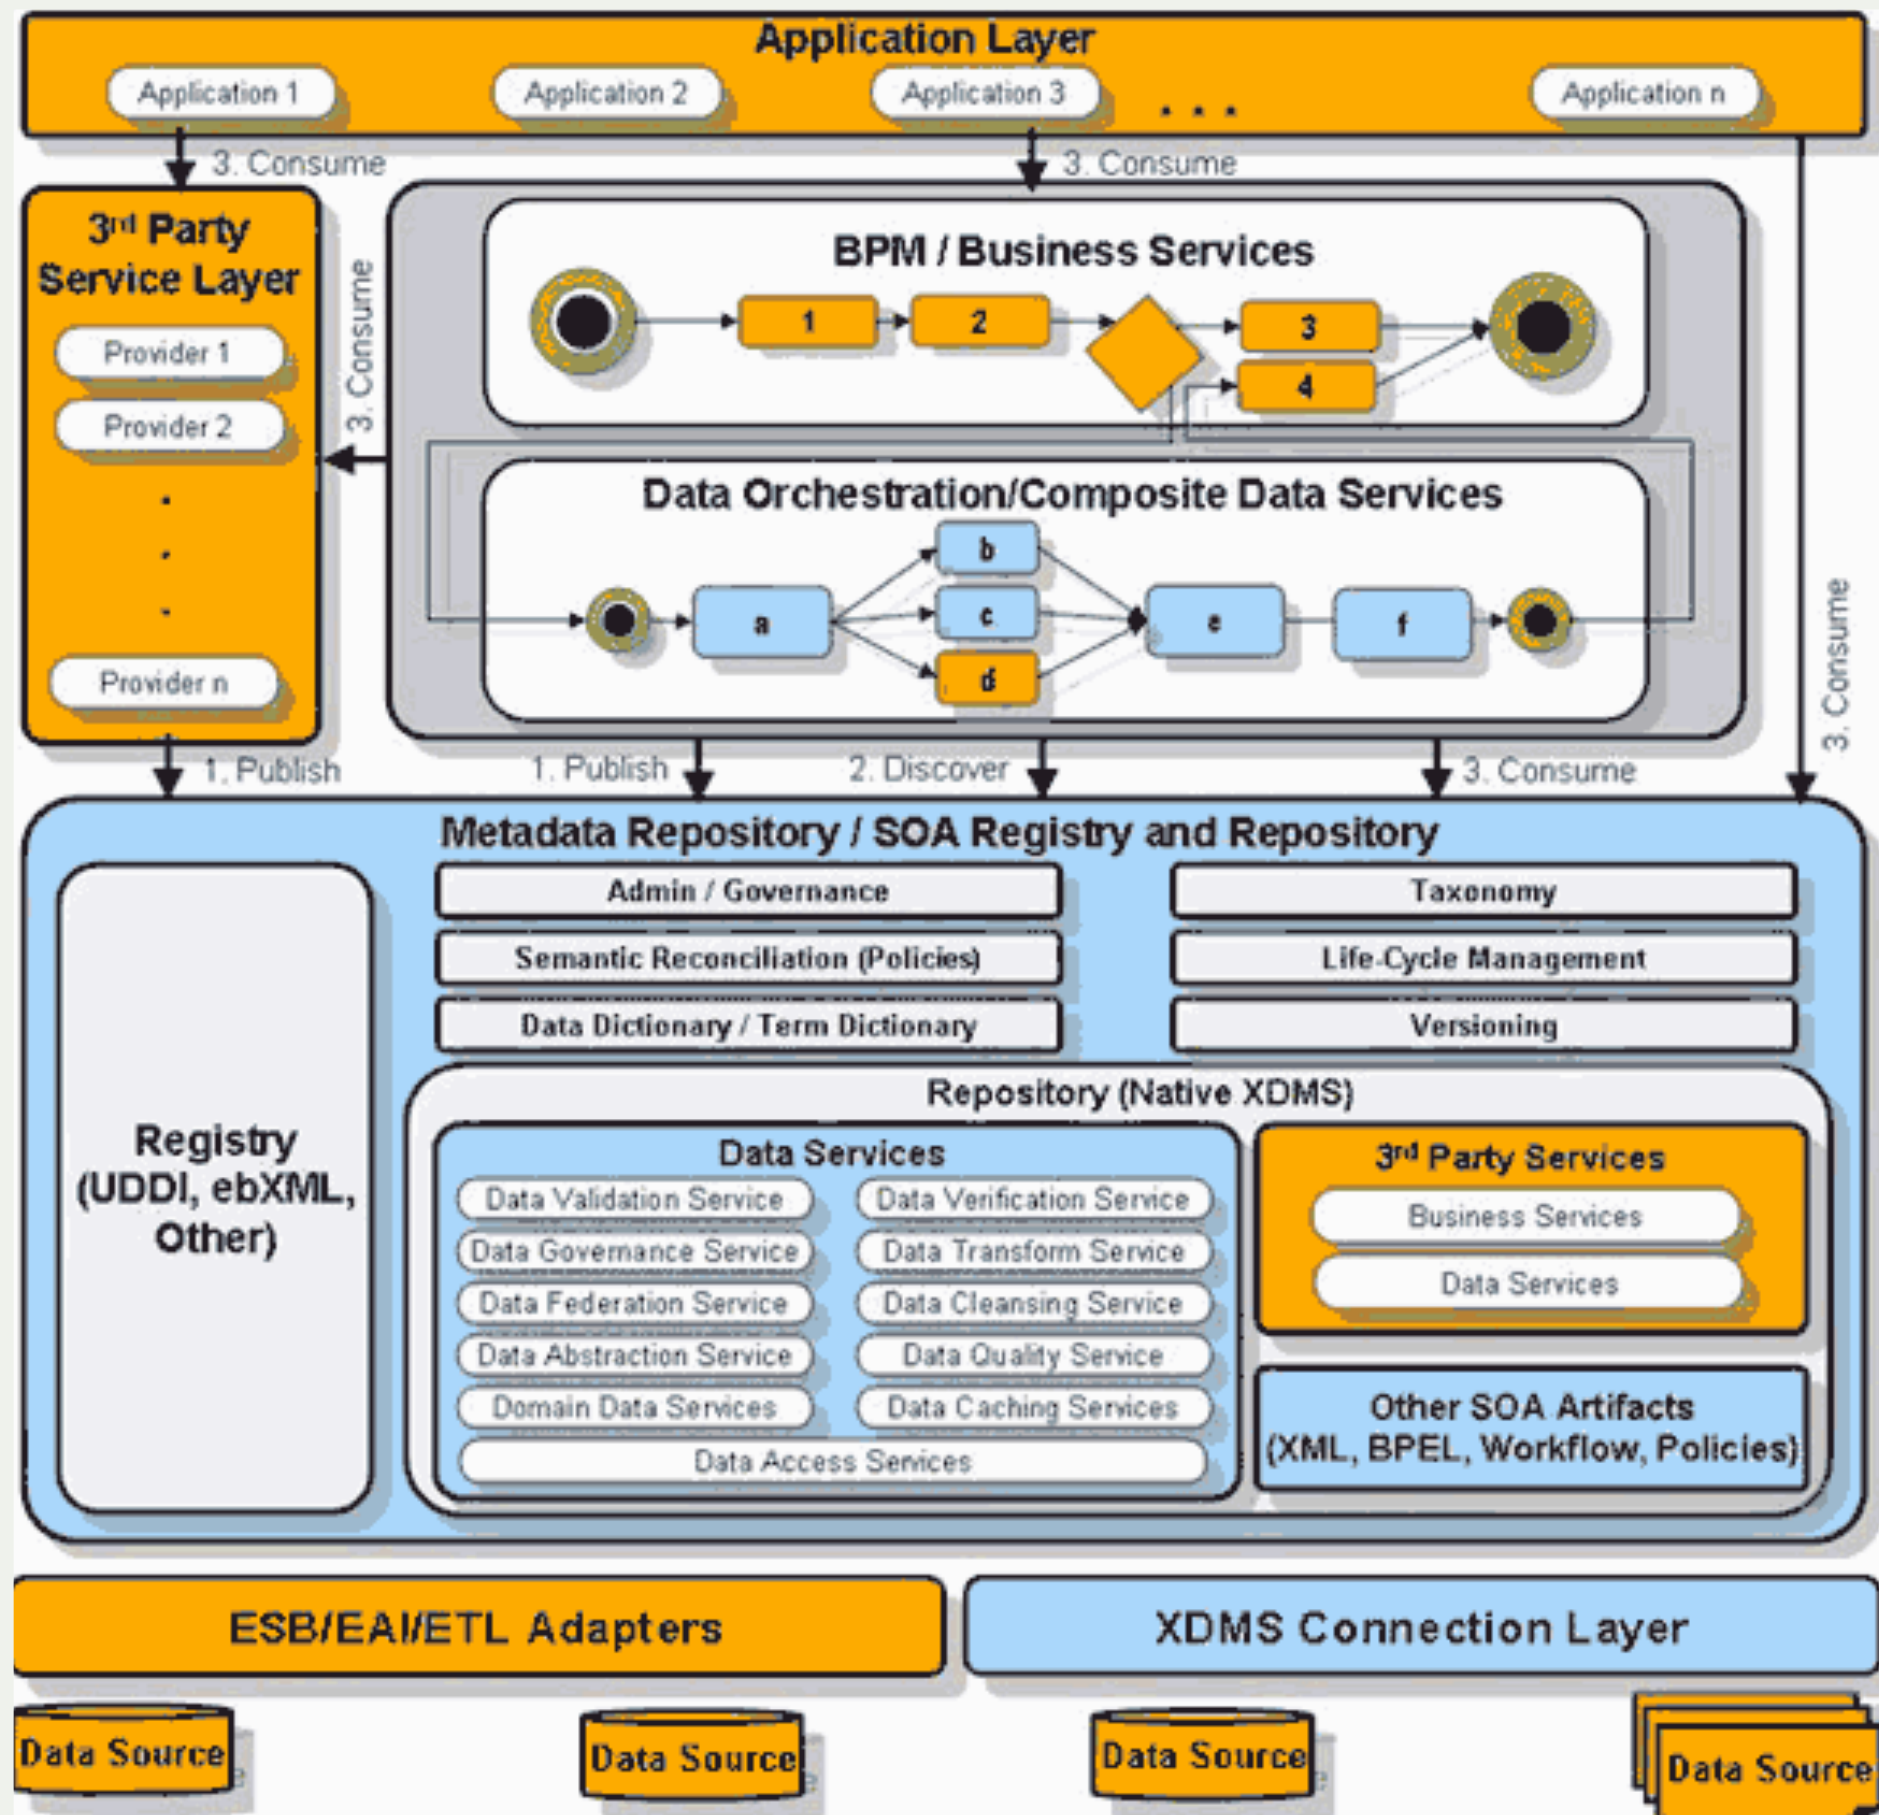 Application Layer
Application 1
Application 2
Application 3
. . .
Application n
3. Consume
3. Consume
3rd Party
Service Layer
Provider 1
Provider 2
.
.
.
Provider n
3. Consume
BPM / Business Services
1
2
3
4
Data Orchestration/Composite Data Services
a
b
c
d
e
f
3. Consume
1. Publish
1. Publish
2. Discover
3. Consume
Metadata Repository / SOA Registry and Repository
Registry
(UDDI, ebXML,
Other)
Admin / Governance
Taxonomy
Semantic Reconciliation (Policies)
Life-Cycle Management
Data Dictionary / Term Dictionary
Versioning
Repository (Native XDMS)
Data Services
Data Validation Service
Data Verification Service
Data Governance Service
Data Transform Service
Data Federation Service
Data Cleansing Service
Data Abstraction Service
Data Quality Service
Domain Data Services
Data Caching Services
Data Access Services
3rd Party Services
Business Services
Data Services
Other SOA Artifacts
(XML, BPEL, Workflow, Policies)
ESB/EAI/ETL Adapters
XDMS Connection Layer
Data Source
Data Source
Data Source
Data Source